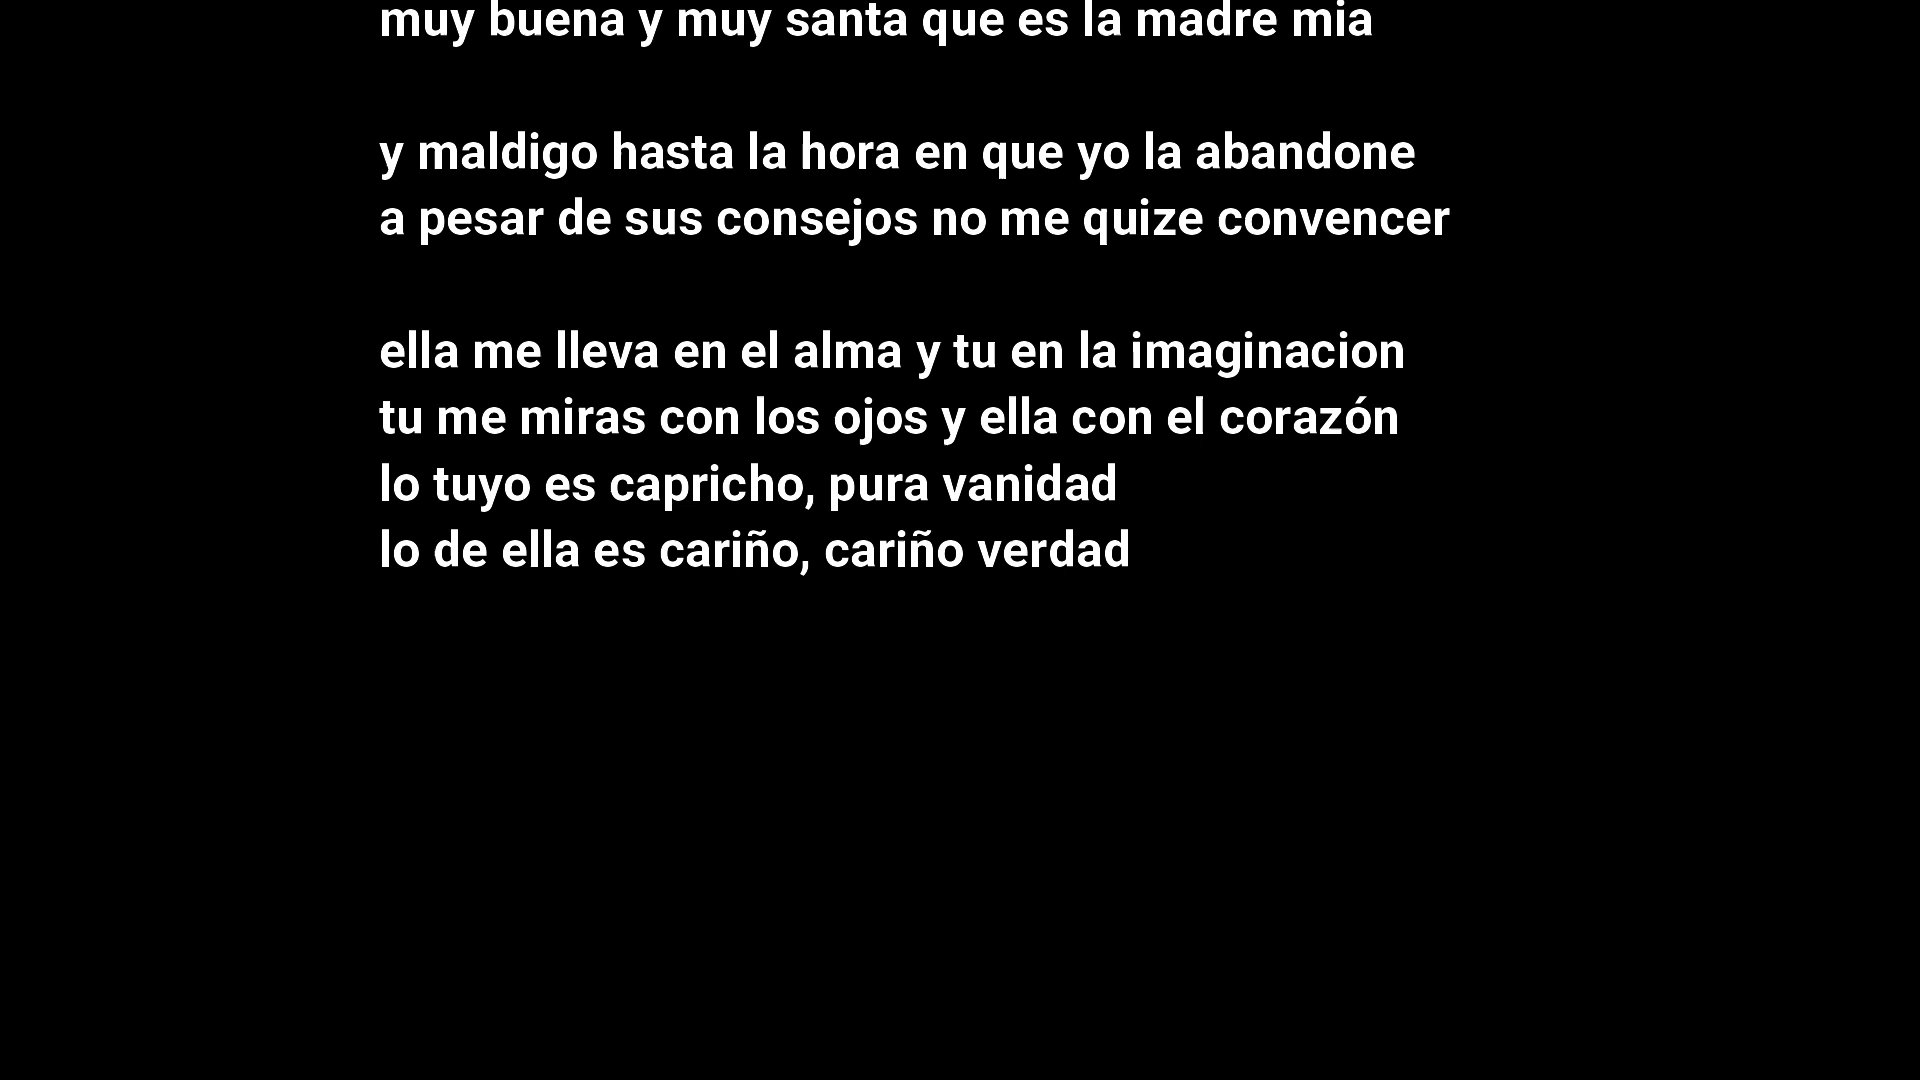 muy buena y muy santa que es la madre mia
y maldigo hasta la hora en que yo la abandone
a pesar de sus consejos no me quize convencer
ella me lleva en el alma y tu en la imaginacion
tu me miras con los ojos y ella con el corazón
lo tuyo es capricho, pura vanidad
lo de ella es cariño, cariño verdad